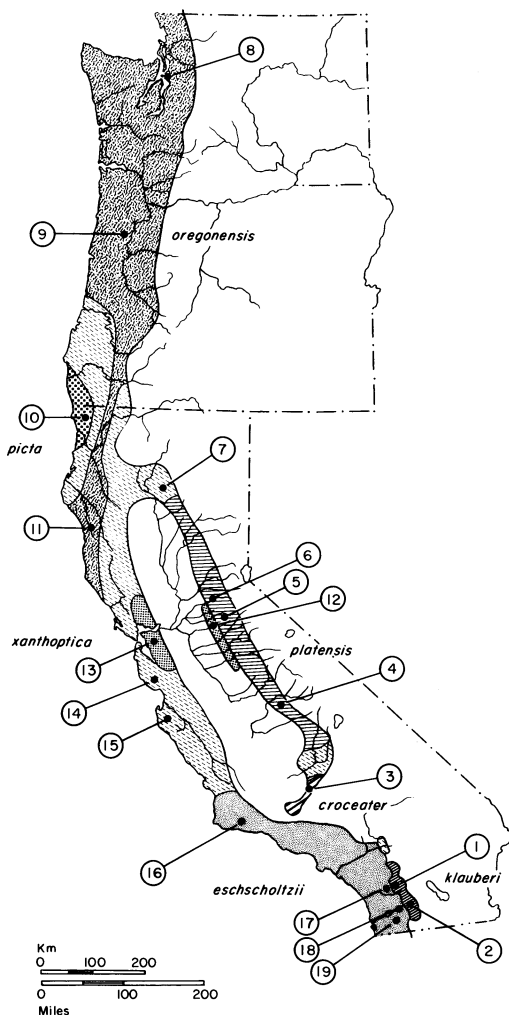 8
9
oregonensis
10
picta
7
11
6
5
12
xanthoptica
platensis
13
4
14
15
3
croceater
16
1
eschscholtzii
klauberi
17
18
2
19
Km
0 100 200
0 100 200
Miles